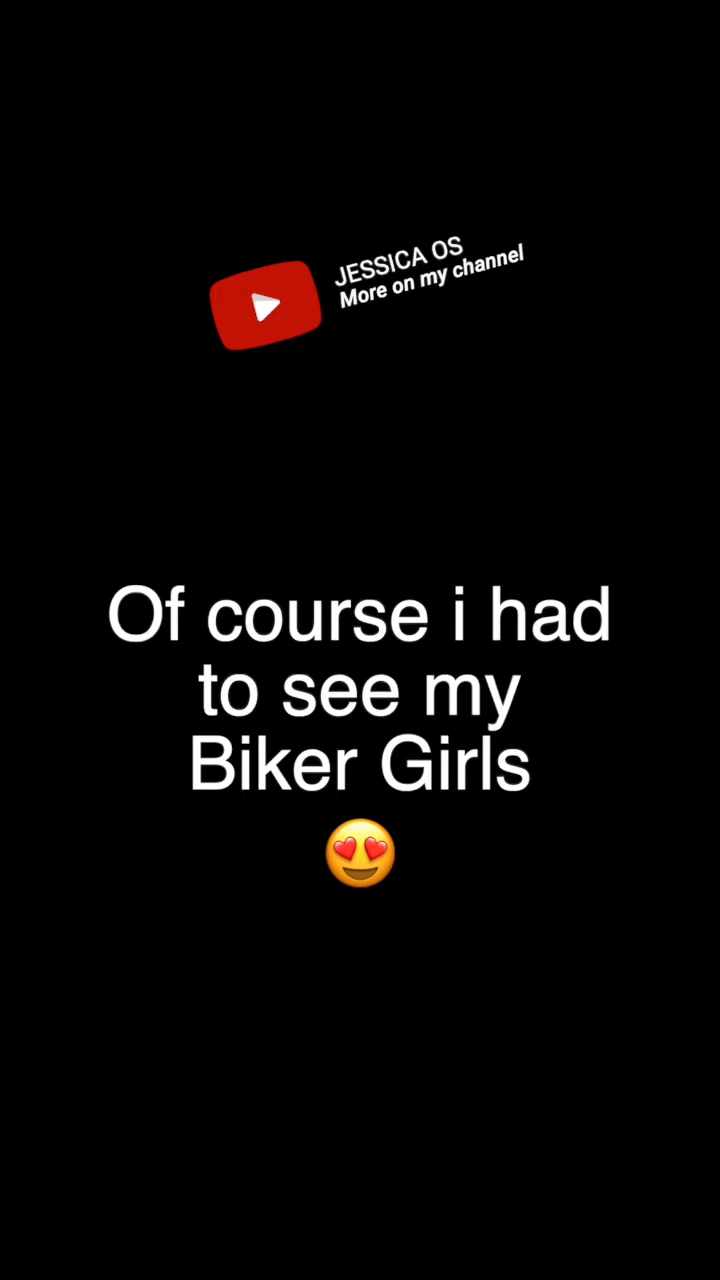 JESSICA OS
More on my channel
Of course i had
to see my
Biker Girls
😍